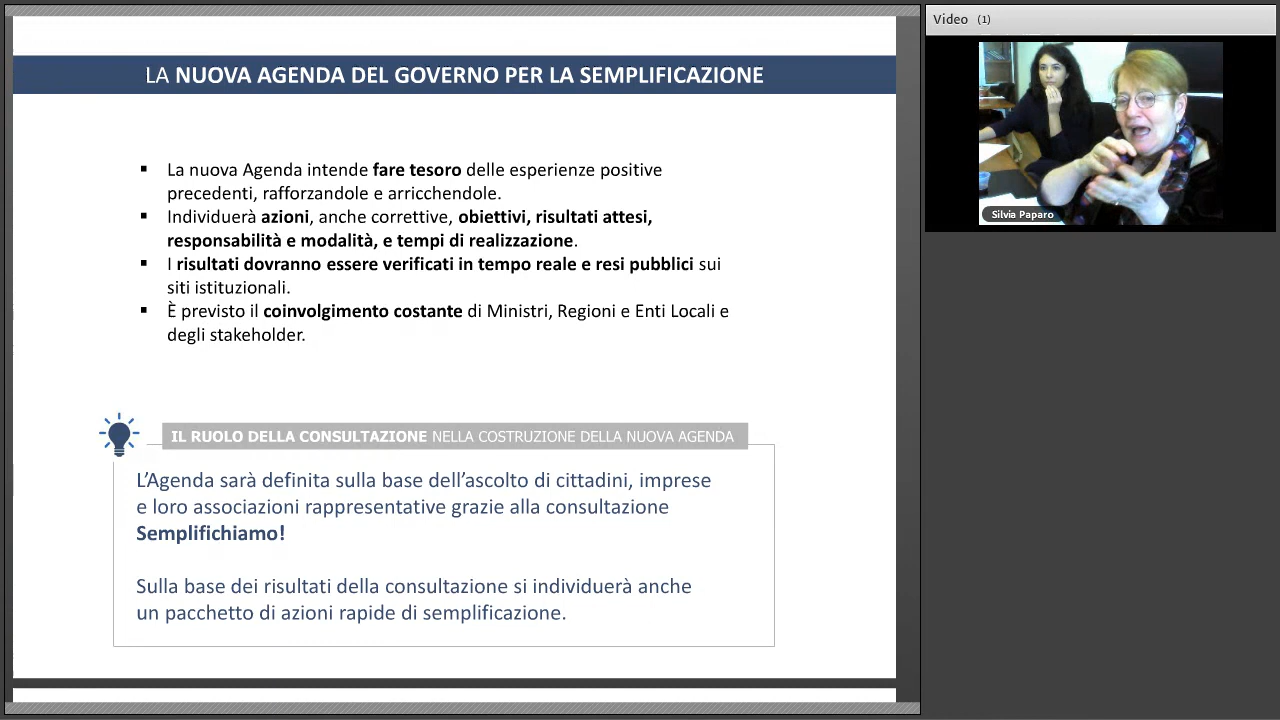 LA NUOVA AGENDA DEL GOVERNO PER LA SEMPLIFICAZIONE
▪ La nuova Agenda intende fare tesoro delle esperienze positive
precedenti, rafforzandole e arricchendole.
▪ Individuerà azioni, anche correttive, obiettivi, risultati attesi,
responsabilità e modalità, e tempi di realizzazione.
▪ I risultati dovranno essere verificati in tempo reale e resi pubblici sui
siti istituzionali.
▪ È previsto il coinvolgimento costante di Ministri, Regioni e Enti Locali e
degli stakeholder.
IL RUOLO DELLA CONSULTAZIONE NELLA COSTRUZIONE DELLA NUOVA AGENDA
L’Agenda sarà definita sulla base dell’ascolto di cittadini, imprese
e loro associazioni rappresentative grazie alla consultazione
Semplifichiamo!
Sulla base dei risultati della consultazione si individuerà anche
un pacchetto di azioni rapide di semplificazione.
Video (1)
Silvia Paparo